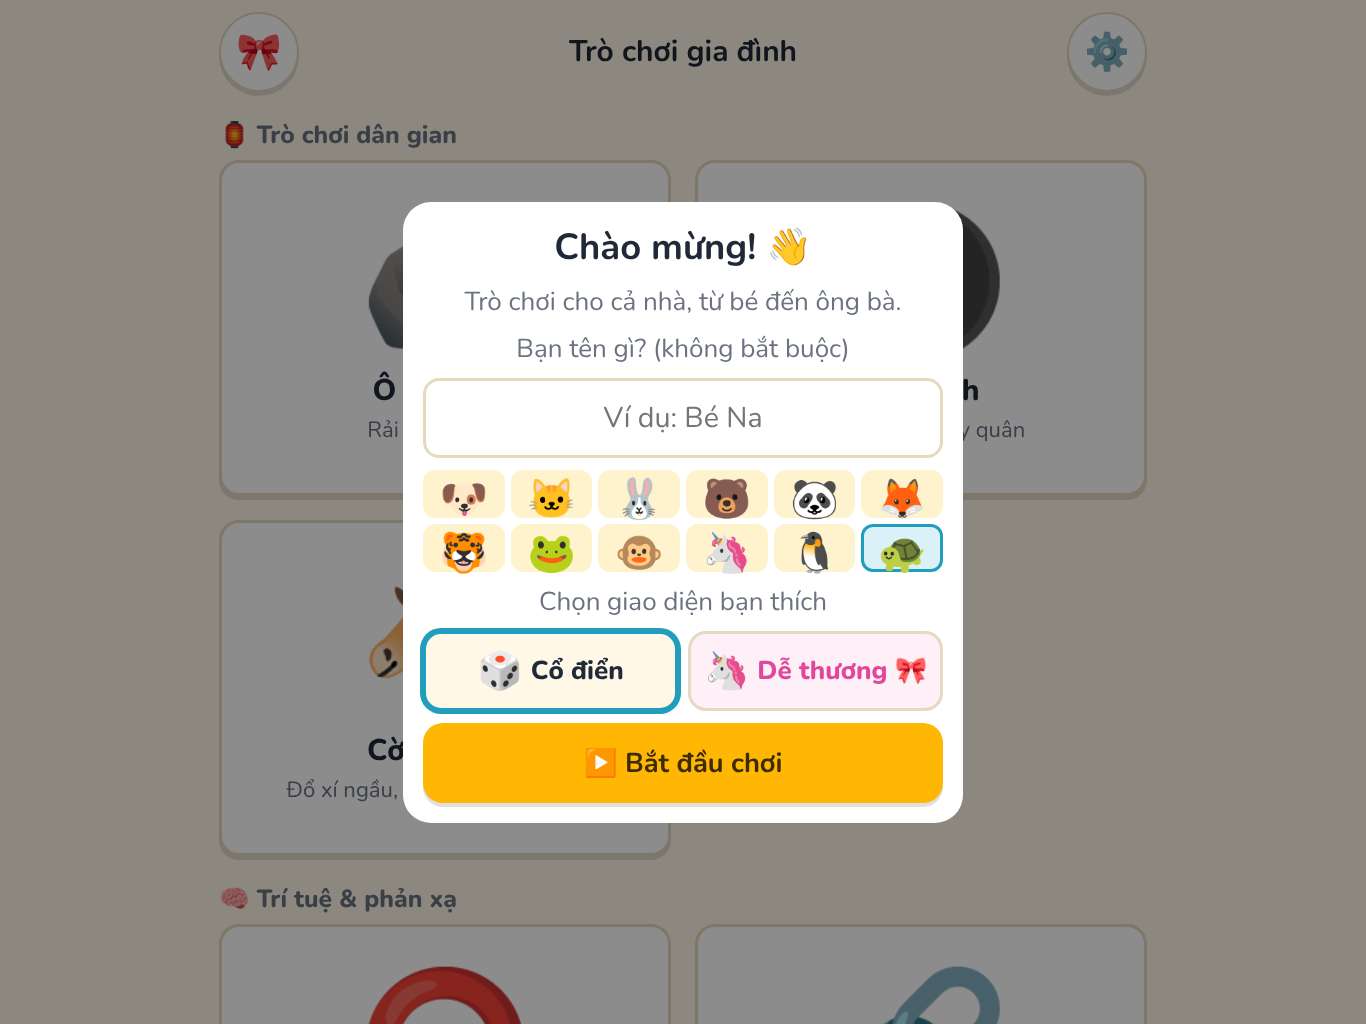 Trò chơi gia đình
Trò chơi dân gian
Chào mừng!
Trò chơi cho cả nhà, từ bé đến ông bà.
Bạn tên gì? (không bắt buộc)
Ô
Rải
quân
Ví dụ: Bé Na
Chọn giao diện bạn thích
Cổ điển
Dễ thương
Bắt đầu chơi
Đổ xí ngầu,
Trí tuệ & phản xạ